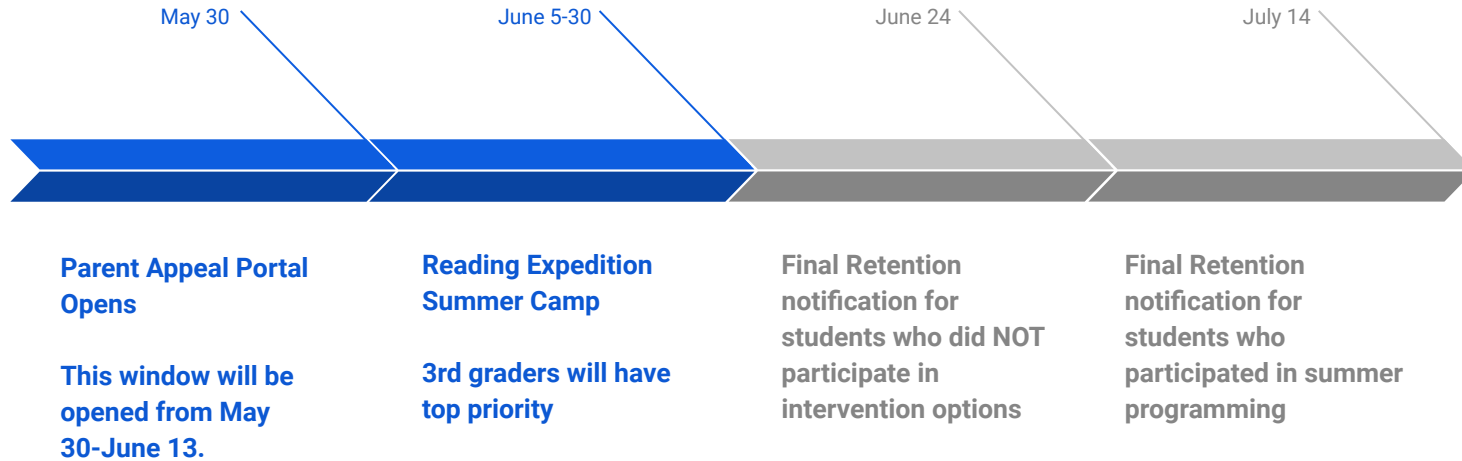 May 30
June 5-30
June 24
July 14
Parent Appeal Portal
Opens
This window will be
opened from May
30-June 13.
Reading Expedition
Summer Camp
3rd graders will have
top priority
Final Retention
notification for
students who did NOT
participate in
intervention options
Final Retention
notification for
students who
participated in summer
programming